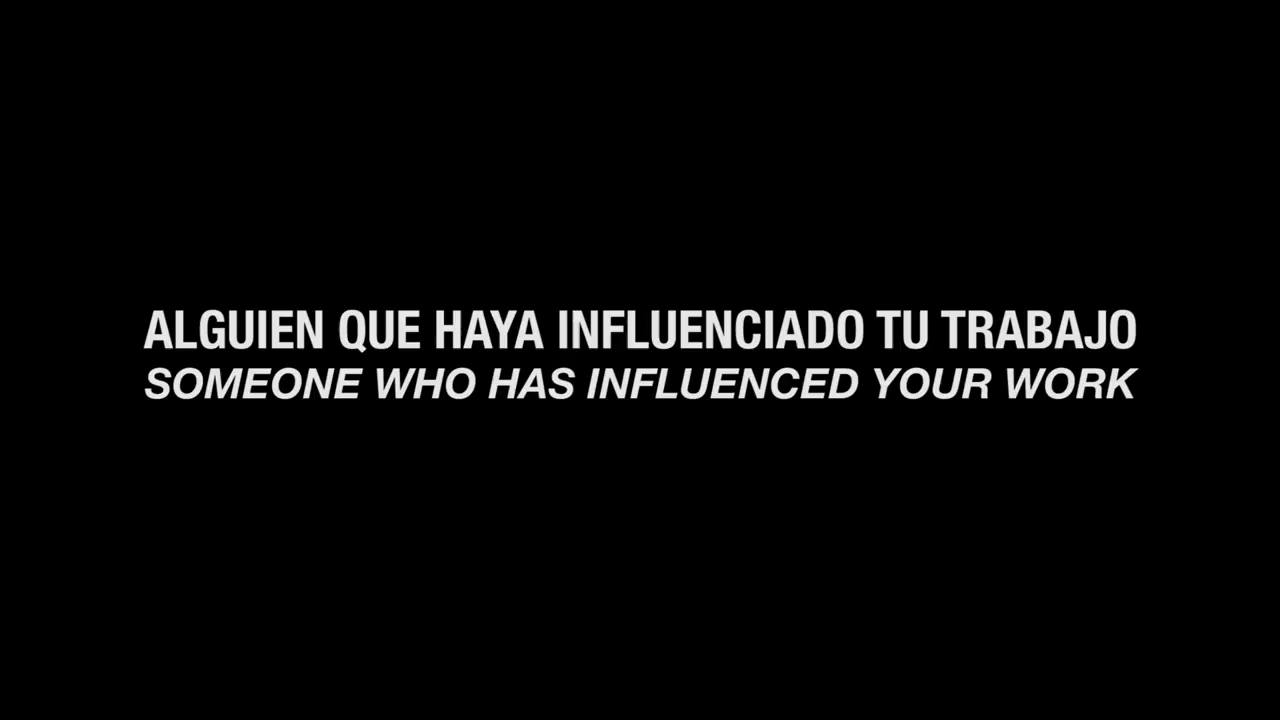 ALGUIEN QUE HAYA INFLUENCIADO TU TRABAJO
SOMEONE WHO HAS INFLUENCED YOUR WORK